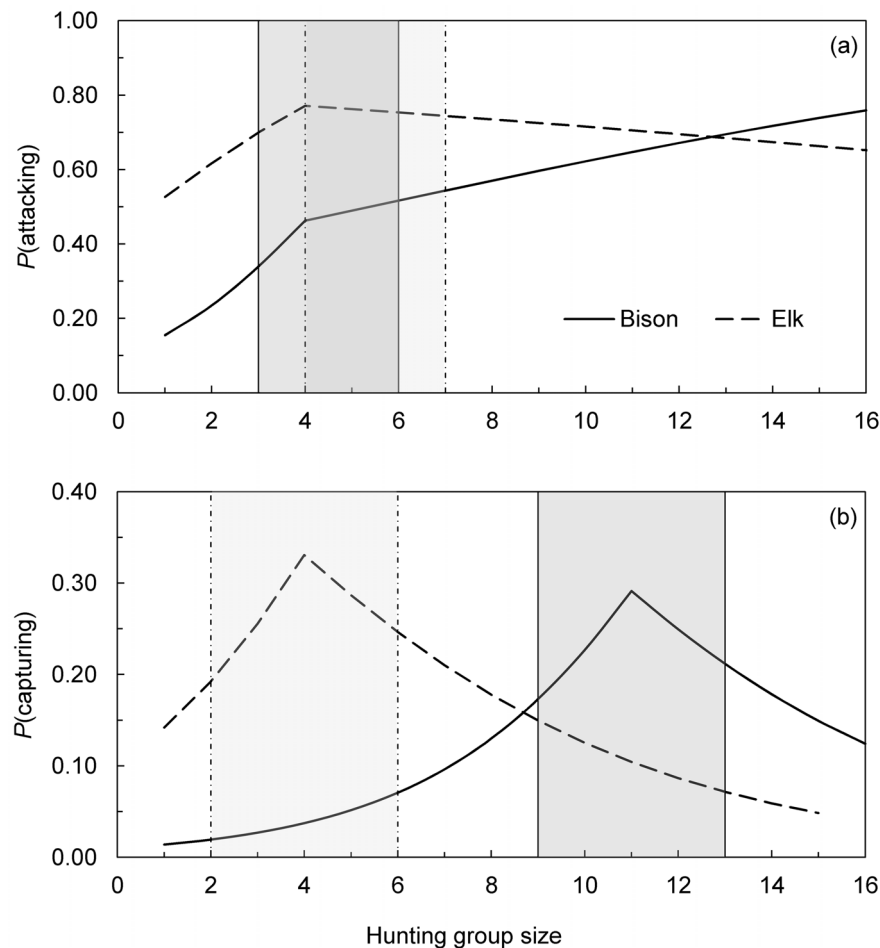 (a)
1.00
0.80
0.60
0.40
0.20
0.00
P(attacking)
Bison Elk
0 2 4 6 8 10 12 14 16
(b)
0.40
0.30
0.20
0.10
0.00
P(capturing)
0 2 4 6 8 10 12 14 16
Hunting group size